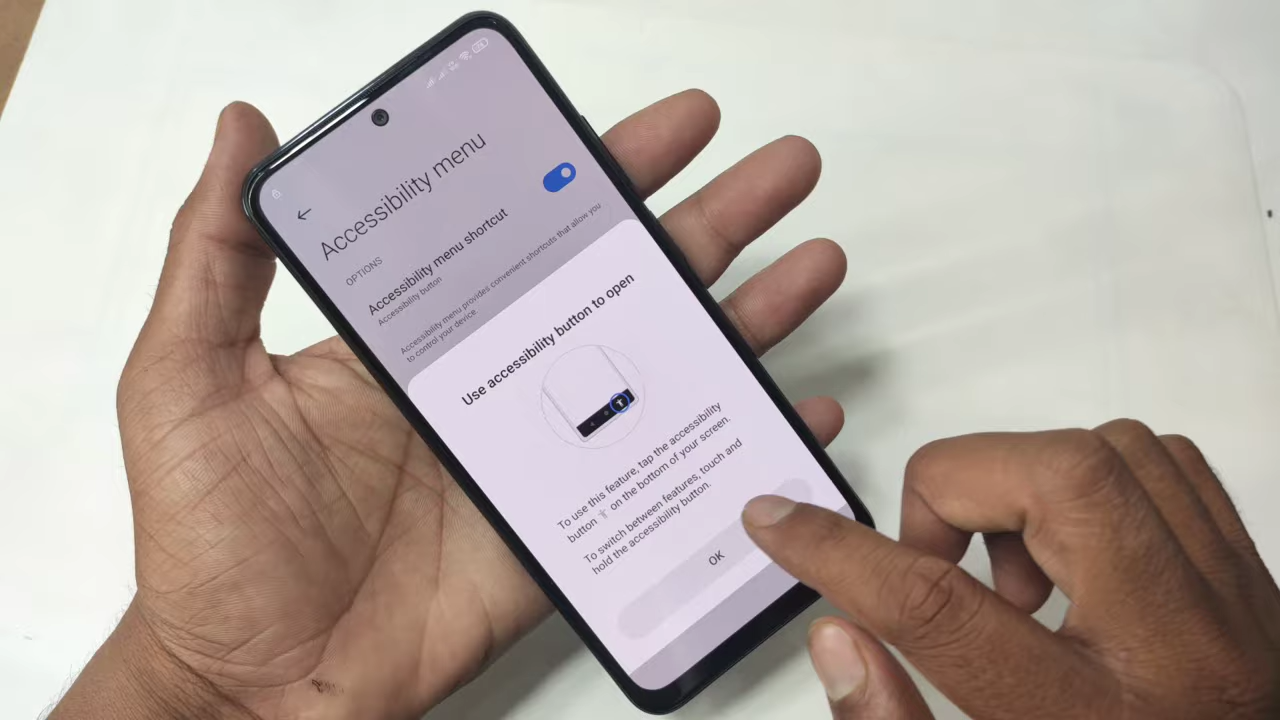 Accessibility menu
OPTIONS
Accessibility menu shortcut
Accessibility button
Accessibility menu provides convenient shortcuts that allow you
to control your device
Use accessibility button to open
To use this feature, tap the accessibility
button on the bottom of your screen.
To switch between features, touch and
hold the accessibility button.
OK